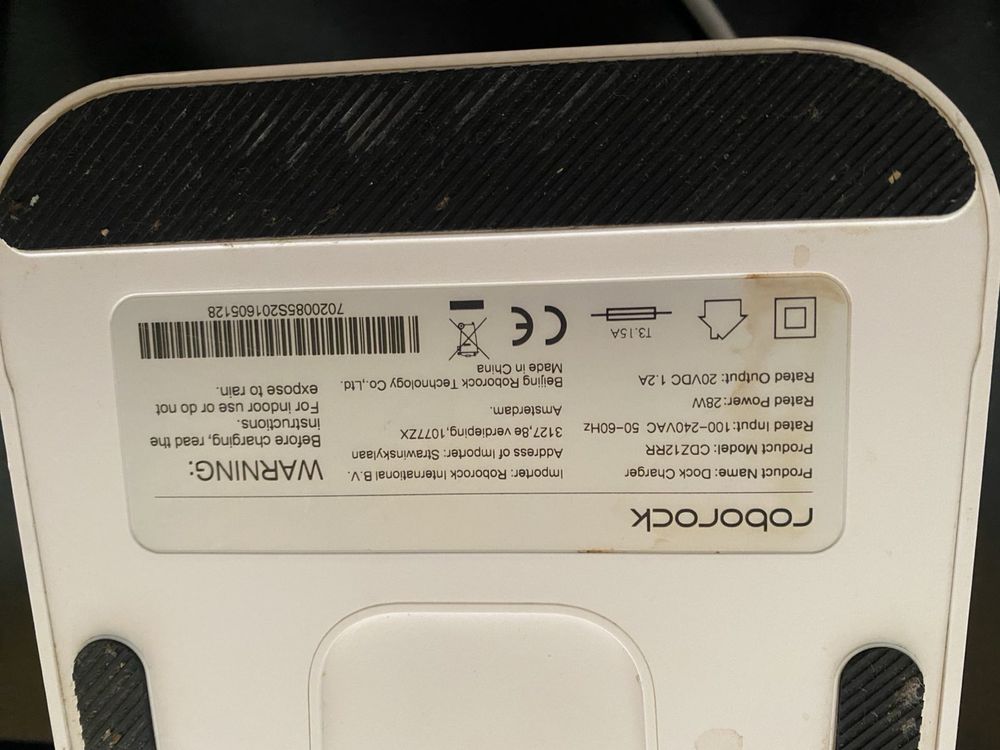 roborock
Product Name: Dock Charger
Product Model: CDZ12RR
Rated Input: 100-240VAC 50-60Hz
Rated Power: 28W
Rated Output: 20VDC 1.2A
T3.15A
Importer: Roborock International B.V.
Address of Importer: Strawinskylaan
3127,8e verdieping,1077ZX
Amsterdam.
Beijing Roborock Technology Co.,Ltd.
Made in China
CE
WARNING:
Before charging, read the
instructions.
For indoor use or do not
expose to rain.
7020085S201605128